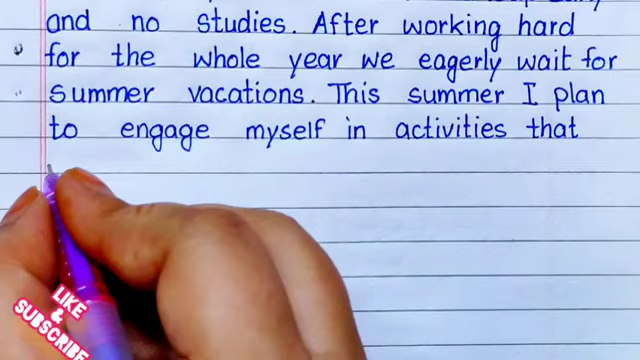 and no studies. After working hard
for the whole year we eagerly wait for
summer vacations. This summer I plan
to engage myself in activities that
LIKE
&
SUBSCRIBE